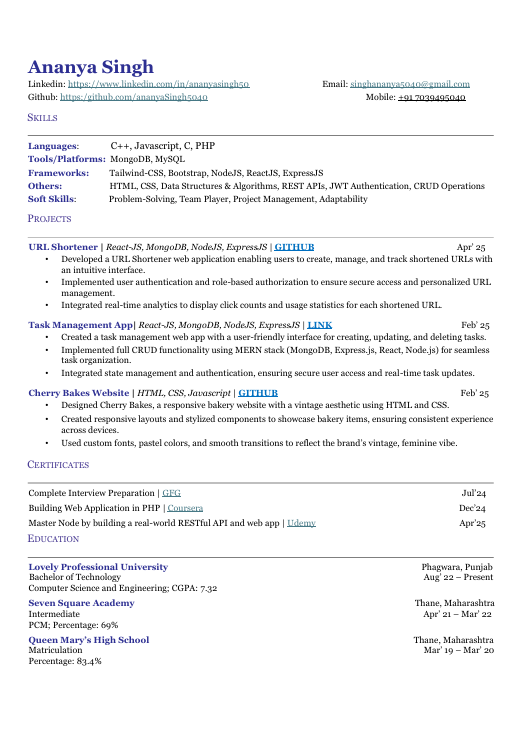 Ananya Singh
Linkedin: https://www.linkedin.com/in/ananyasingh50 Email: singhananya5040@gmail.com
Github: https:/github.com/ananyaSingh5040 Mobile: +91 7039495040
SKILLS
Languages: C++, Javascript, C, PHP
Tools/Platforms: MongoDB, MySQL
Frameworks: Tailwind-CSS, Bootstrap, NodeJS, ReactJS, ExpressJS
Others: HTML, CSS, Data Structures & Algorithms, REST APIs, JWT Authentication, CRUD Operations
Soft Skills: Problem-Solving, Team Player, Project Management, Adaptability
PROJECTS
URL Shortener | React-JS, MongoDB, NodeJS, ExpressJS | GITHUB Apr' 25
• Developed a URL Shortener web application enabling users to create, manage, and track shortened URLs with
an intuitive interface.
• Implemented user authentication and role-based authorization to ensure secure access and personalized URL
management.
• Integrated real-time analytics to display click counts and usage statistics for each shortened URL.
Task Management App| React-JS, MongoDB, NodeJS, ExpressJS | LINK Feb' 25
• Created a task management web app with a user-friendly interface for creating, updating, and deleting tasks.
• Implemented full CRUD functionality using MERN stack (MongoDB, Express.js, React, Node.js) for seamless
task organization.
• Integrated state management and authentication, ensuring secure user access and real-time task updates.
Cherry Bakes Website | HTML, CSS, Javascript | GITHUB Feb' 25
• Designed Cherry Bakes, a responsive bakery website with a vintage aesthetic using HTML and CSS.
• Created responsive layouts and stylized components to showcase bakery items, ensuring consistent experience
across devices.
• Used custom fonts, pastel colors, and smooth transitions to reflect the brand's vintage, feminine vibe.
CERTIFICATES
Complete Interview Preparation | GFG Jul'24
Building Web Application in PHP | Coursera Dec'24
Master Node by building a real-world RESTful API and web app | Udemy Apr'25
EDUCATION
Lovely Professional University Phagwara, Punjab
Bachelor of Technology Aug' 22 – Present
Computer Science and Engineering; CGPA: 7.32
Seven Square Academy Thane, Maharashtra
Intermediate Apr' 21 – Mar' 22
PCM; Percentage: 69%
Queen Mary's High School Thane, Maharashtra
Matriculation Mar' 19 – Mar' 20
Percentage: 83.4%